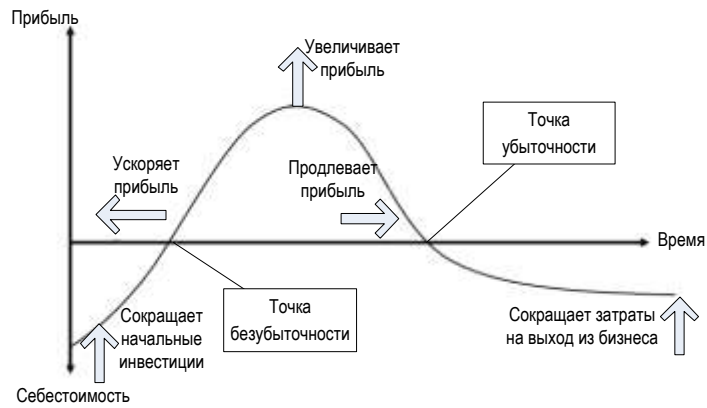 Прибыль
Увеличивает
прибыль
Точка
убыточности
Ускоряет
прибыль
Продлевает
прибыль
Время
Точка
безубыточности
Сокращает
начальные
инвестиции
Сокращает затраты
на выход из бизнеса
Себестоимость